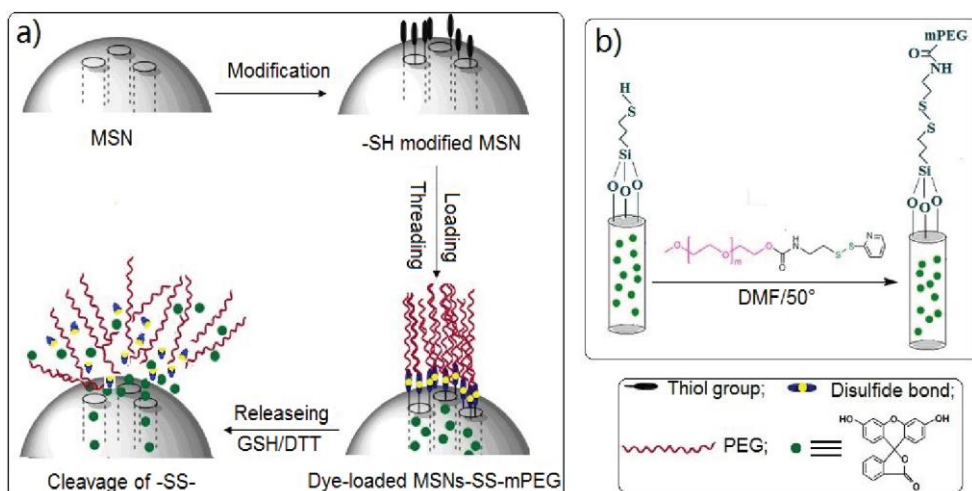 a)
MSN
Modification
-SH modified MSN
Threading
Loading
Releaseing
GSH/DTT
Cleavage of -SS-
Dye-loaded MSNs-SS-mPEG
b)
H
S
Si
O O O
O
m
O
O
H
N
S
S
N
DMF/50°
mPEG
O
NH
S
S
Si
O O O
Thiol group;
Disulfide bond;
PEG;
HO
O
OH
O
O